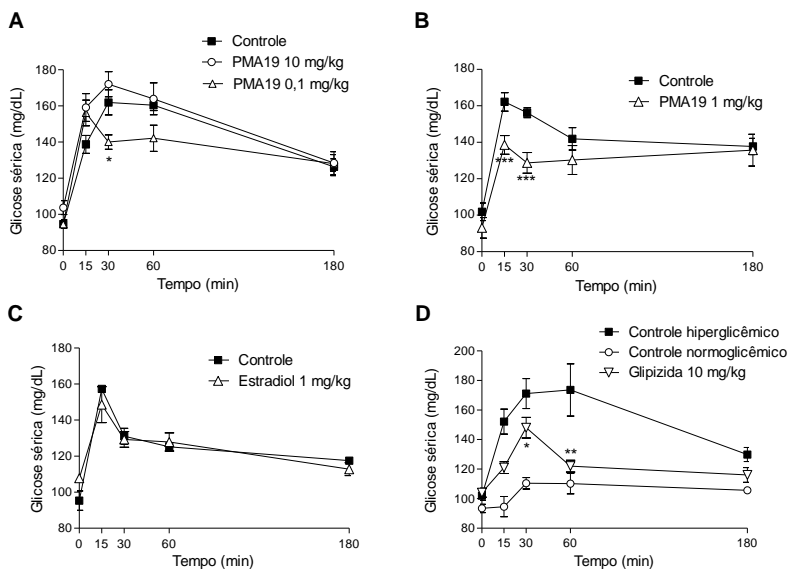 A
Controle
PMA19 10 mg/kg
PMA19 0,1 mg/kg
Glicose sérica (mg/dL)
180
160
140
120
100
80
*
0 15 30 60 180
Tempo (min)
B
Controle
PMA19 1 mg/kg
Glicose sérica (mg/dL)
180
160
140
120
100
80
***
***
0 15 30 60 180
Tempo (min)
C
Controle
Estradiol 1 mg/kg
Glicose sérica (mg/dL)
180
160
140
120
100
80
0 15 30 60 180
Tempo (min)
D
Controle hiperglicêmico
Controle normoglicêmico
Glipizida 10 mg/kg
Glicose sérica (mg/dL)
200
180
160
140
120
100
80
60
*
**
0 15 30 60 180
Tempo (min)